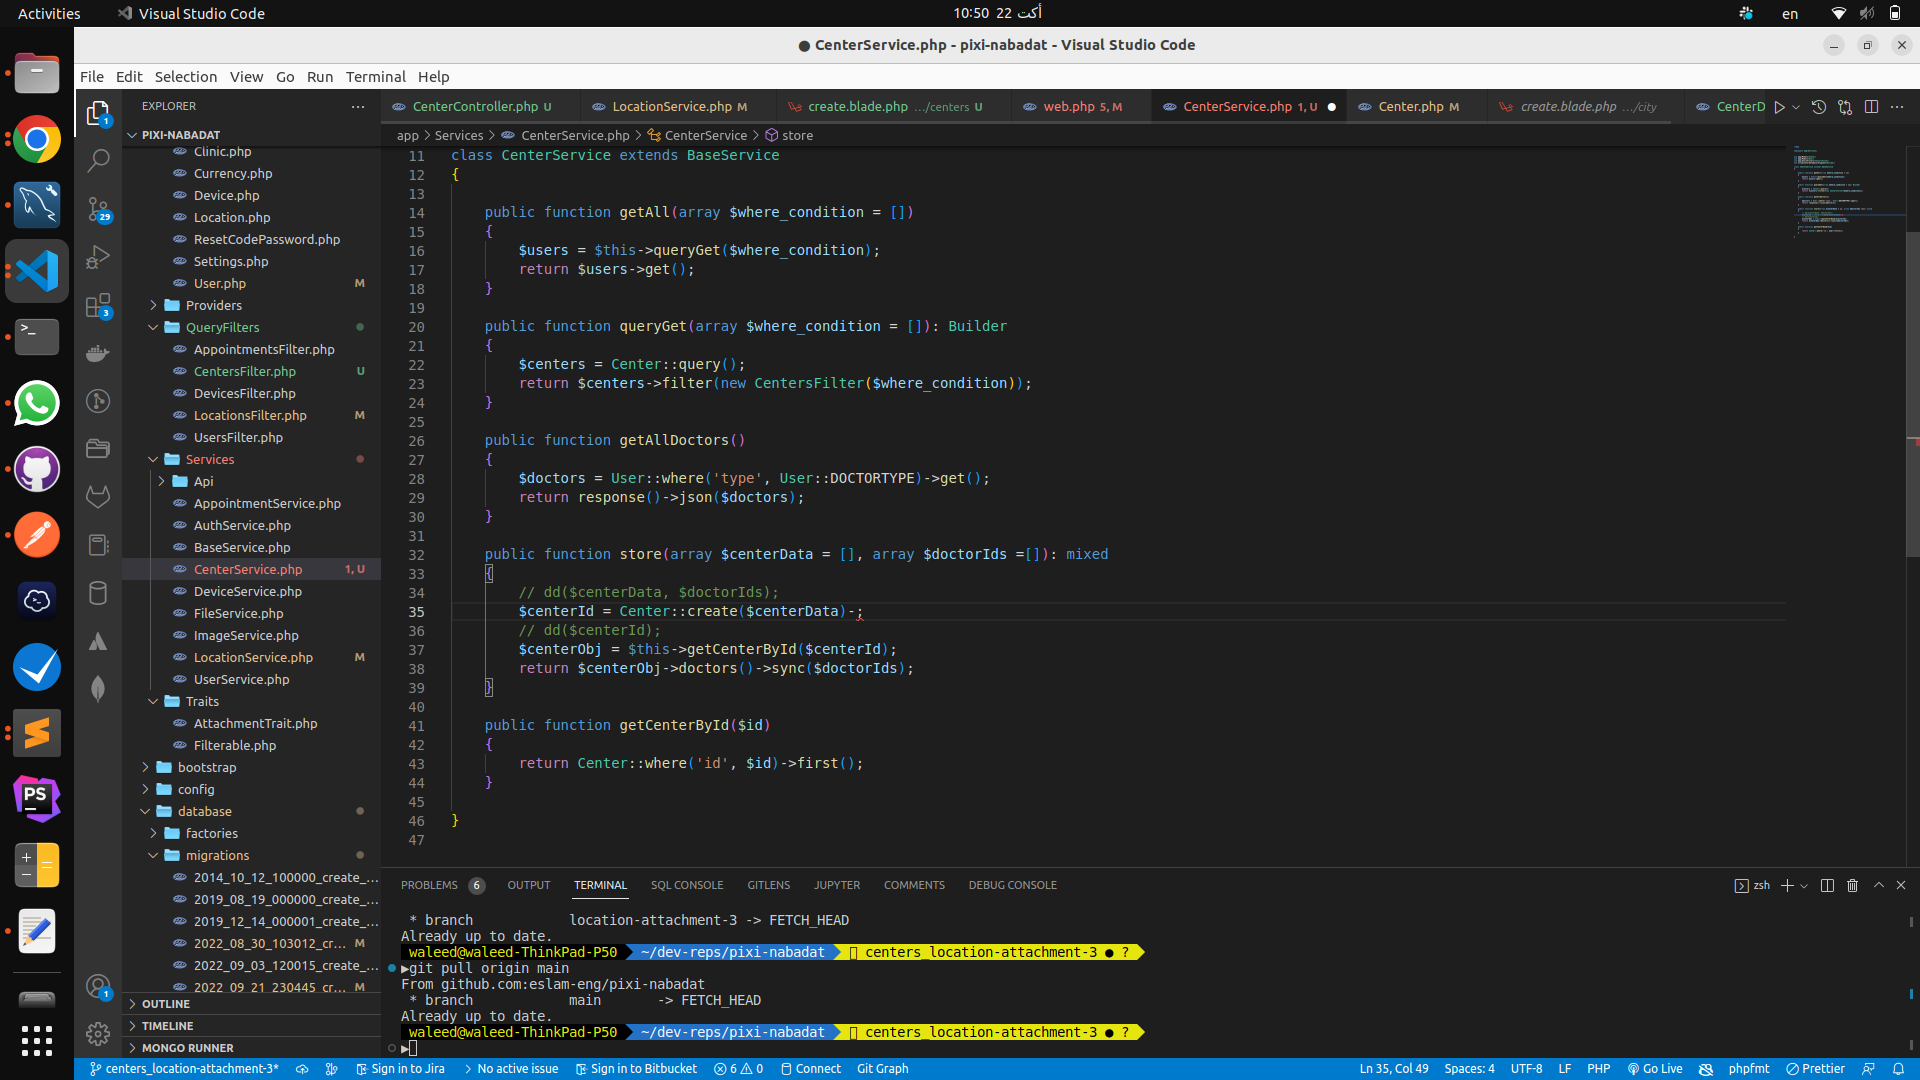 Activities
Visual Studio Code
10:50 22 أكت
en
● CenterService.php - pixi-nabadat - Visual Studio Code
File Edit Selection View Go Run Terminal Help
EXPLORER
CenterController.php U
LocationService.php M
create.blade.php .../centers U
web.php 5, M
CenterService.php 1, U
Center.php M
create.blade.php .../city
CenterD
PIXI-NABADAT
app > Services > CenterService.php > CenterService > store
Clinic.php
Currency.php
Device.php
Location.php
ResetCodePassword.php
Settings.php
User.php M
Providers
QueryFilters
AppointmentsFilter.php
CentersFilter.php U
DevicesFilter.php
LocationsFilter.php M
UsersFilter.php
Services
Api
AppointmentService.php
AuthService.php
BaseService.php
CenterService.php 1, U
DeviceService.php
FileService.php
ImageService.php
LocationService.php M
UserService.php
Traits
AttachmentTrait.php
Filterable.php
bootstrap
config
database
factories
migrations
2014_10_12_100000_create_...
2019_08_19_000000_create_...
2019_12_14_000001_create_...
2022_08_30_103012_cr... M
2022_09_03_120015_create_...
2022_09_21_230445_cr... M
OUTLINE
TIMELINE
MONGO RUNNER
11 class CenterService extends BaseService
12 {
13
14 public function getAll(array $where_condition = [])
15 {
16 $users = $this->queryGet($where_condition);
17 return $users->get();
18 }
19
20 public function queryGet(array $where_condition = []): Builder
21 {
22 $centers = Center::query();
23 return $centers->filter(new CentersFilter($where_condition));
24 }
25
26 public function getAllDoctors()
27 {
28 $doctors = User::where('type', User::DOCTORTYPE)->get();
29 return response()->json($doctors);
30 }
31
32 public function store(array $centerData = [], array $doctorIds =[]): mixed
33 {
34 // dd($centerData, $doctorIds);
35 $centerId = Center::create($centerData)-;
36 // dd($centerId);
37 $centerObj = $this->getCenterById($centerId);
38 return $centerObj->doctors()->sync($doctorIds);
39 }
40
41 public function getCenterById($id)
42 {
43 return Center::where('id', $id)->first();
44 }
45
46 }
47
PROBLEMS 6 OUTPUT TERMINAL SQL CONSOLE GITLENS JUPYTER COMMENTS DEBUG CONSOLE
zsh
* branch location-attachment-3 -> FETCH_HEAD
Already up to date.
waleed@waleed-ThinkPad-P50 ~/dev-reps/pixi-nabadat centers_location-attachment-3 ● ?
git pull origin main
From github.com:eslam-eng/pixi-nabadat
* branch main -> FETCH_HEAD
Already up to date.
waleed@waleed-ThinkPad-P50 ~/dev-reps/pixi-nabadat centers_location-attachment-3 ● ?
1
29
3
1
PS
centers_location-attachment-3* Sign in to Jira No active issue Sign in to Bitbucket 6 0 Connect Git Graph
Ln 35, Col 49 Spaces: 4 UTF-8 LF PHP Go Live phpfmt Prettier